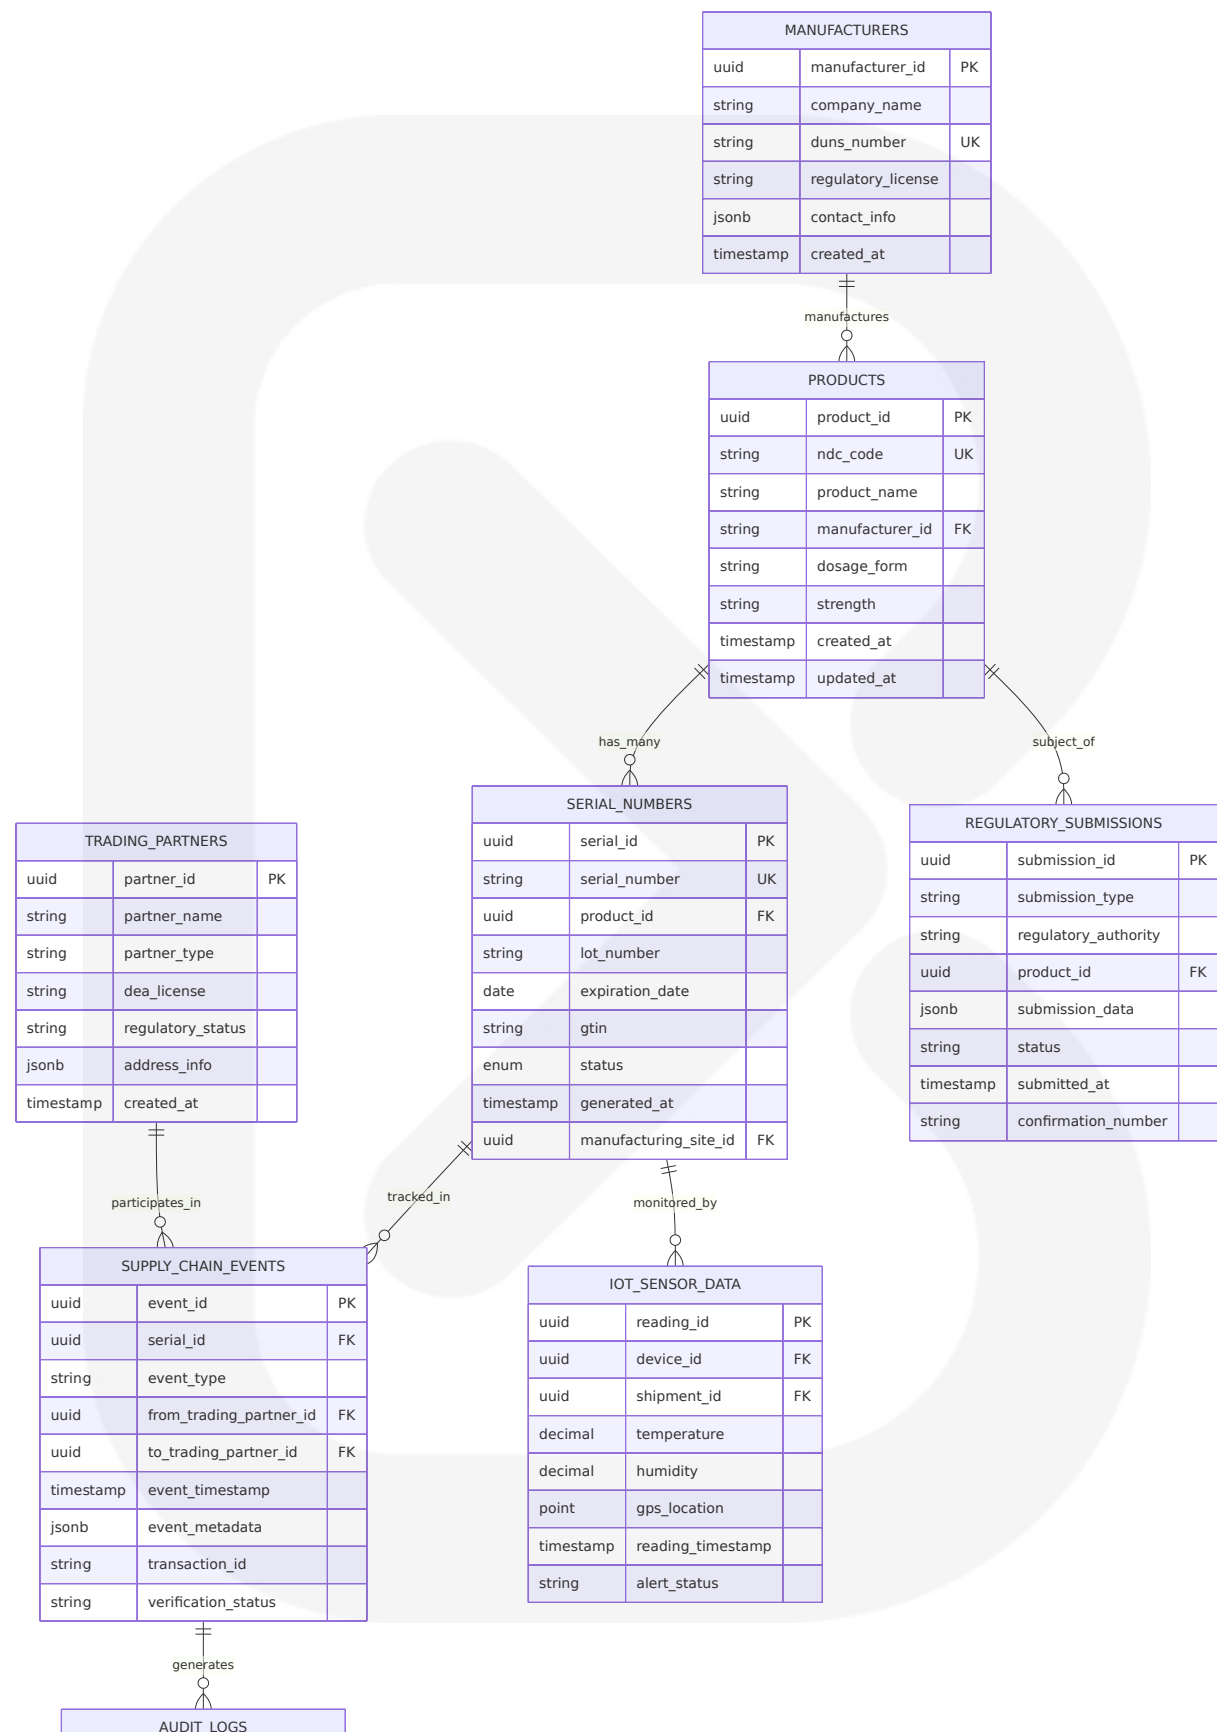 MANUFACTURERS
uuid manufacturer_id PK
string company_name
string duns_number UK
string regulatory_license
jsonb contact_info
timestamp created_at
manufactures
PRODUCTS
uuid product_id PK
string ndc_code UK
string product_name
string manufacturer_id FK
string dosage_form
string strength
timestamp created_at
timestamp updated_at
has_many
subject_of
SERIAL_NUMBERS
uuid serial_id PK
string serial_number UK
uuid product_id FK
string lot_number
date expiration_date
string gtin
enum status
timestamp generated_at
uuid manufacturing_site_id FK
REGULATORY_SUBMISSIONS
uuid submission_id PK
string submission_type
string regulatory_authority
uuid product_id FK
jsonb submission_data
string status
timestamp submitted_at
string confirmation_number
TRADING_PARTNERS
uuid partner_id PK
string partner_name
string partner_type
string dea_license
string regulatory_status
jsonb address_info
timestamp created_at
participates_in
tracked_in
monitored_by
SUPPLY_CHAIN_EVENTS
uuid event_id PK
uuid serial_id FK
string event_type
uuid from_trading_partner_id FK
uuid to_trading_partner_id FK
timestamp event_timestamp
jsonb event_metadata
string transaction_id
string verification_status
IOT_SENSOR_DATA
uuid reading_id PK
uuid device_id FK
uuid shipment_id FK
decimal temperature
decimal humidity
point gps_location
timestamp reading_timestamp
string alert_status
generates
AUDIT_LOGS